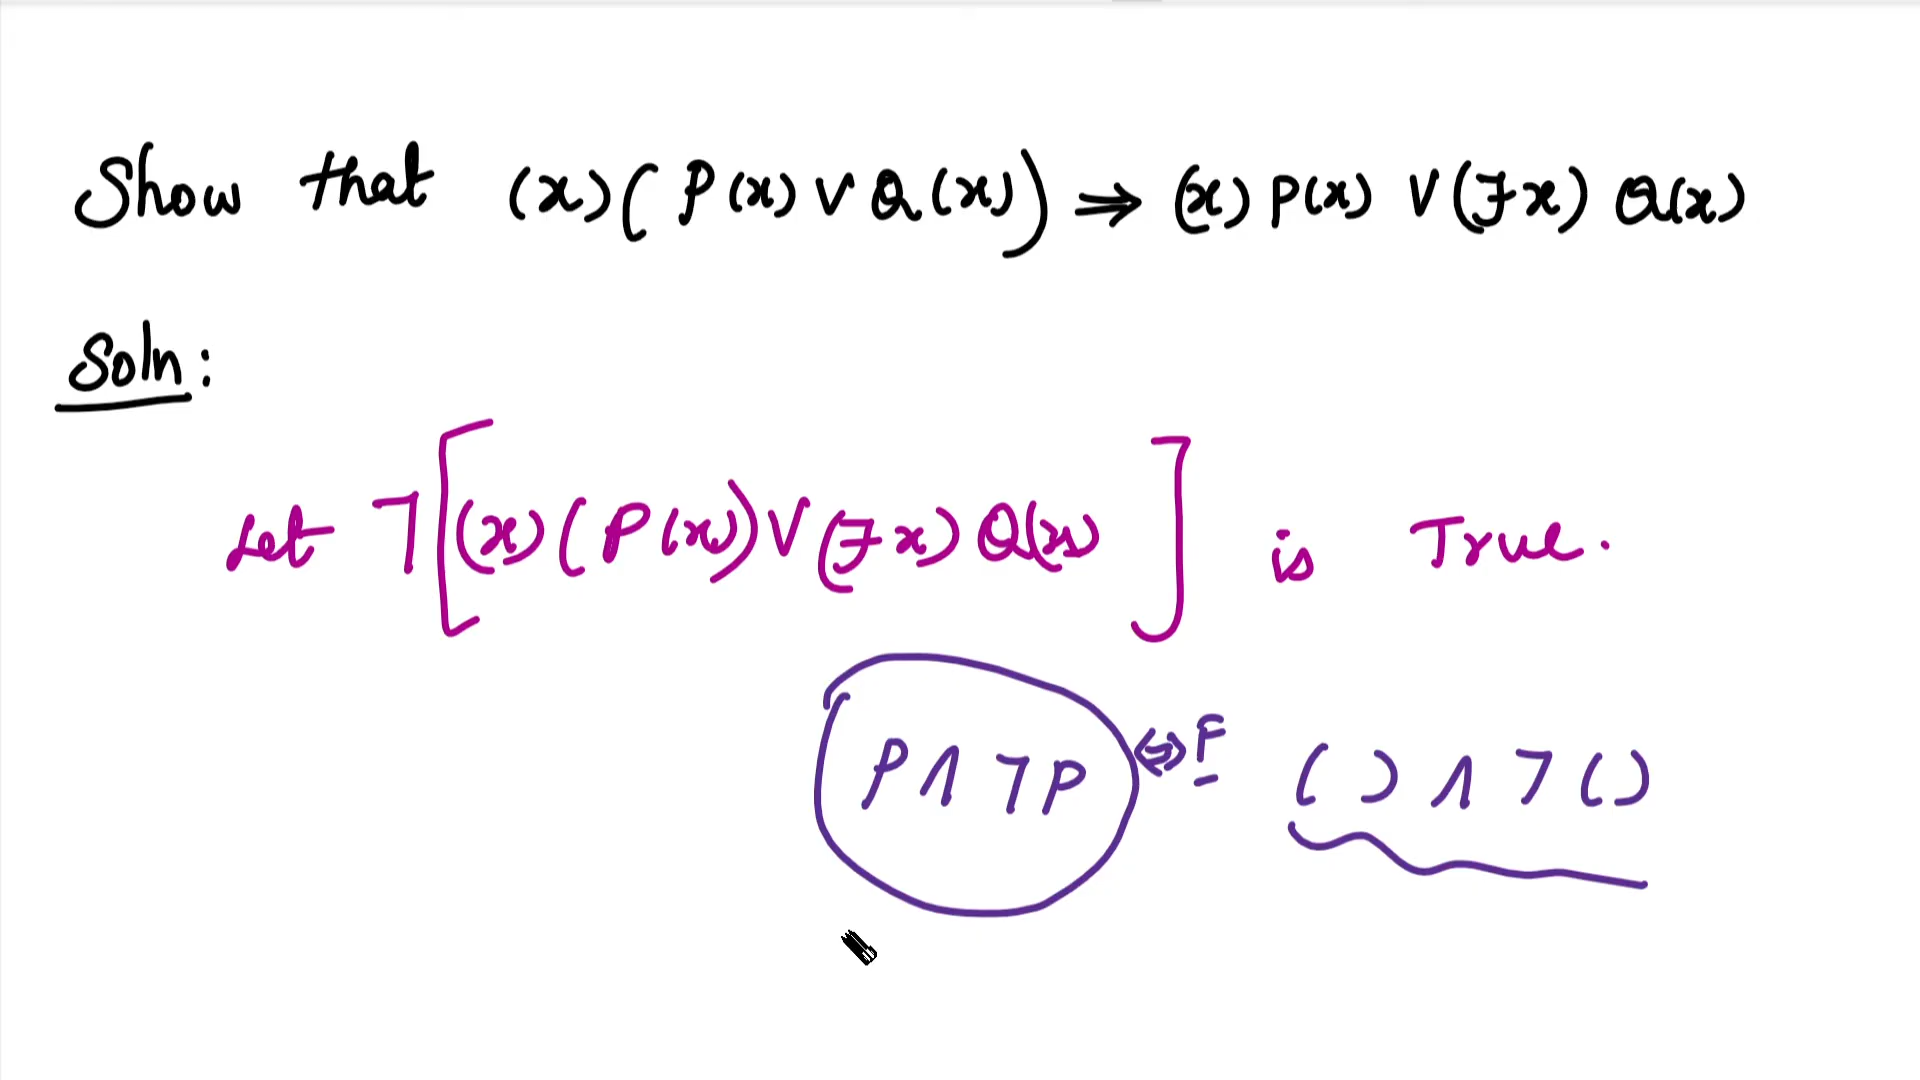 Show that (x)(P(x) ∨ Q(x)) ⇒ (x) P(x) ∨ (∃x) Q(x)
Soln:
Let ¬[(x)(P(x)) ∨ (∃x) Q(x)] is True.
P ∧ ¬P ⇔ F ( ) ∧ ¬ ( )